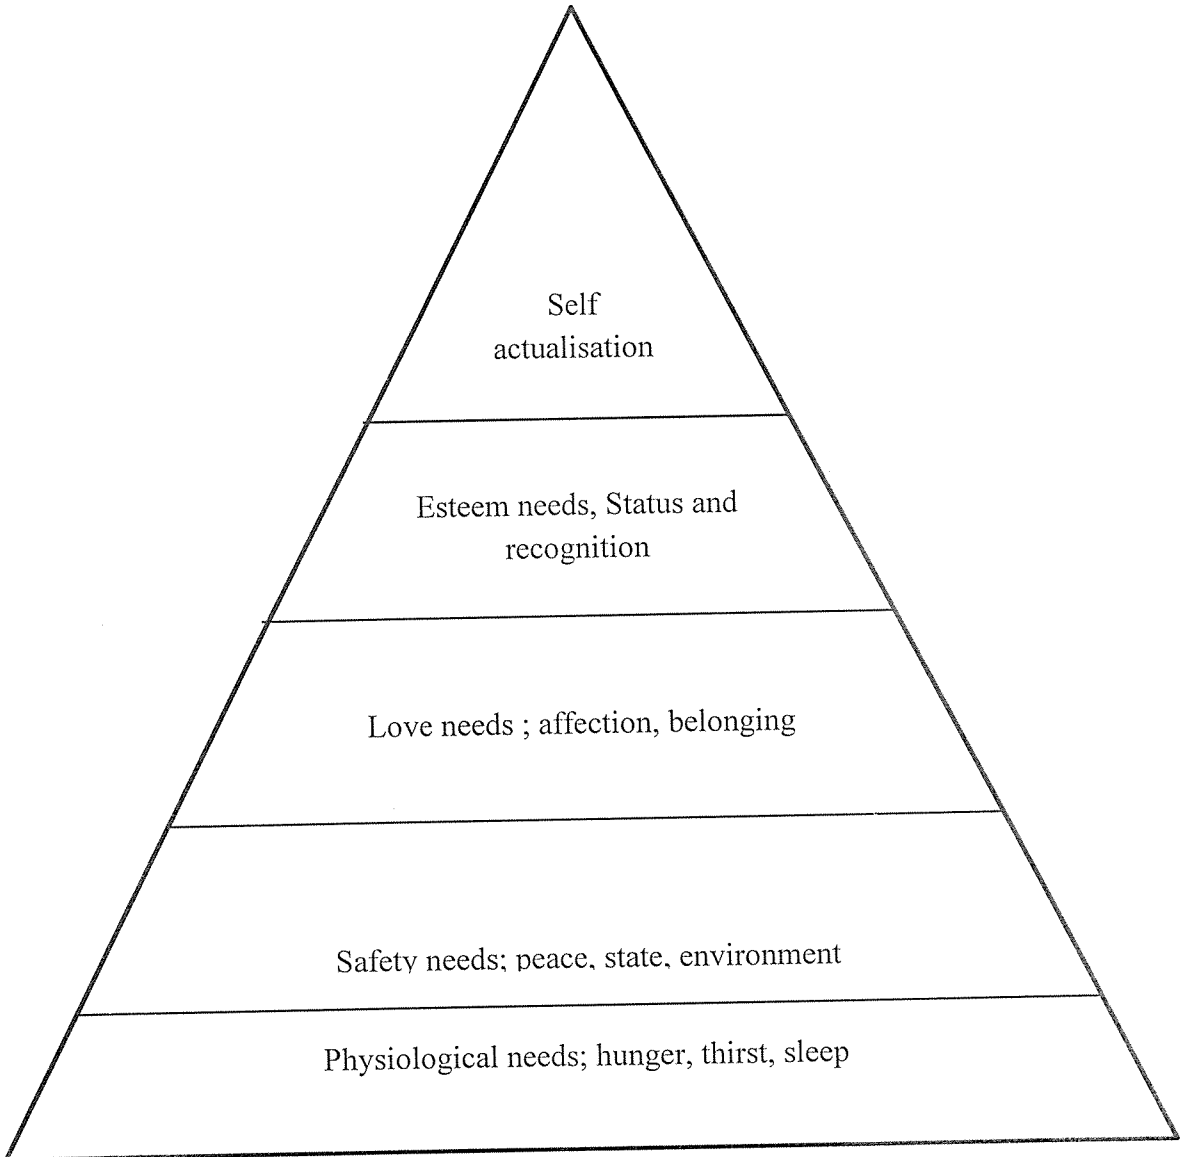 Self
actualisation
Esteem needs, Status and
recognition
Love needs ; affection, belonging
Safety needs; peace, state, environment
Physiological needs; hunger, thirst, sleep